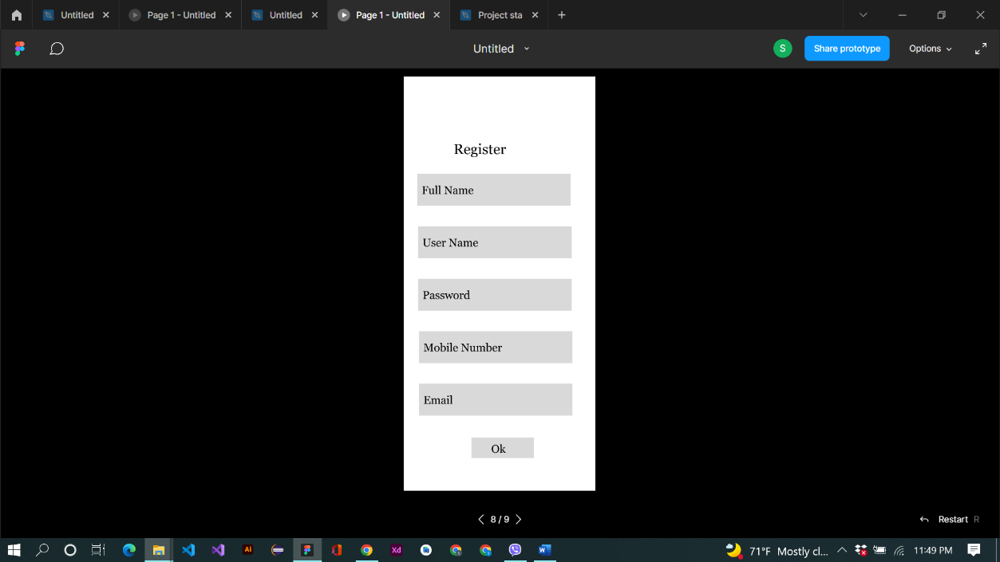 Untitled
Page 1 - Untitled
Untitled
Page 1 - Untitled
Project sta
Untitled
S
Share prototype
Options
Register
Full Name
User Name
Password
Mobile Number
Email
Ok
8 / 9
Restart R
Ai
Xd
71°F Mostly cl...
11:49 PM